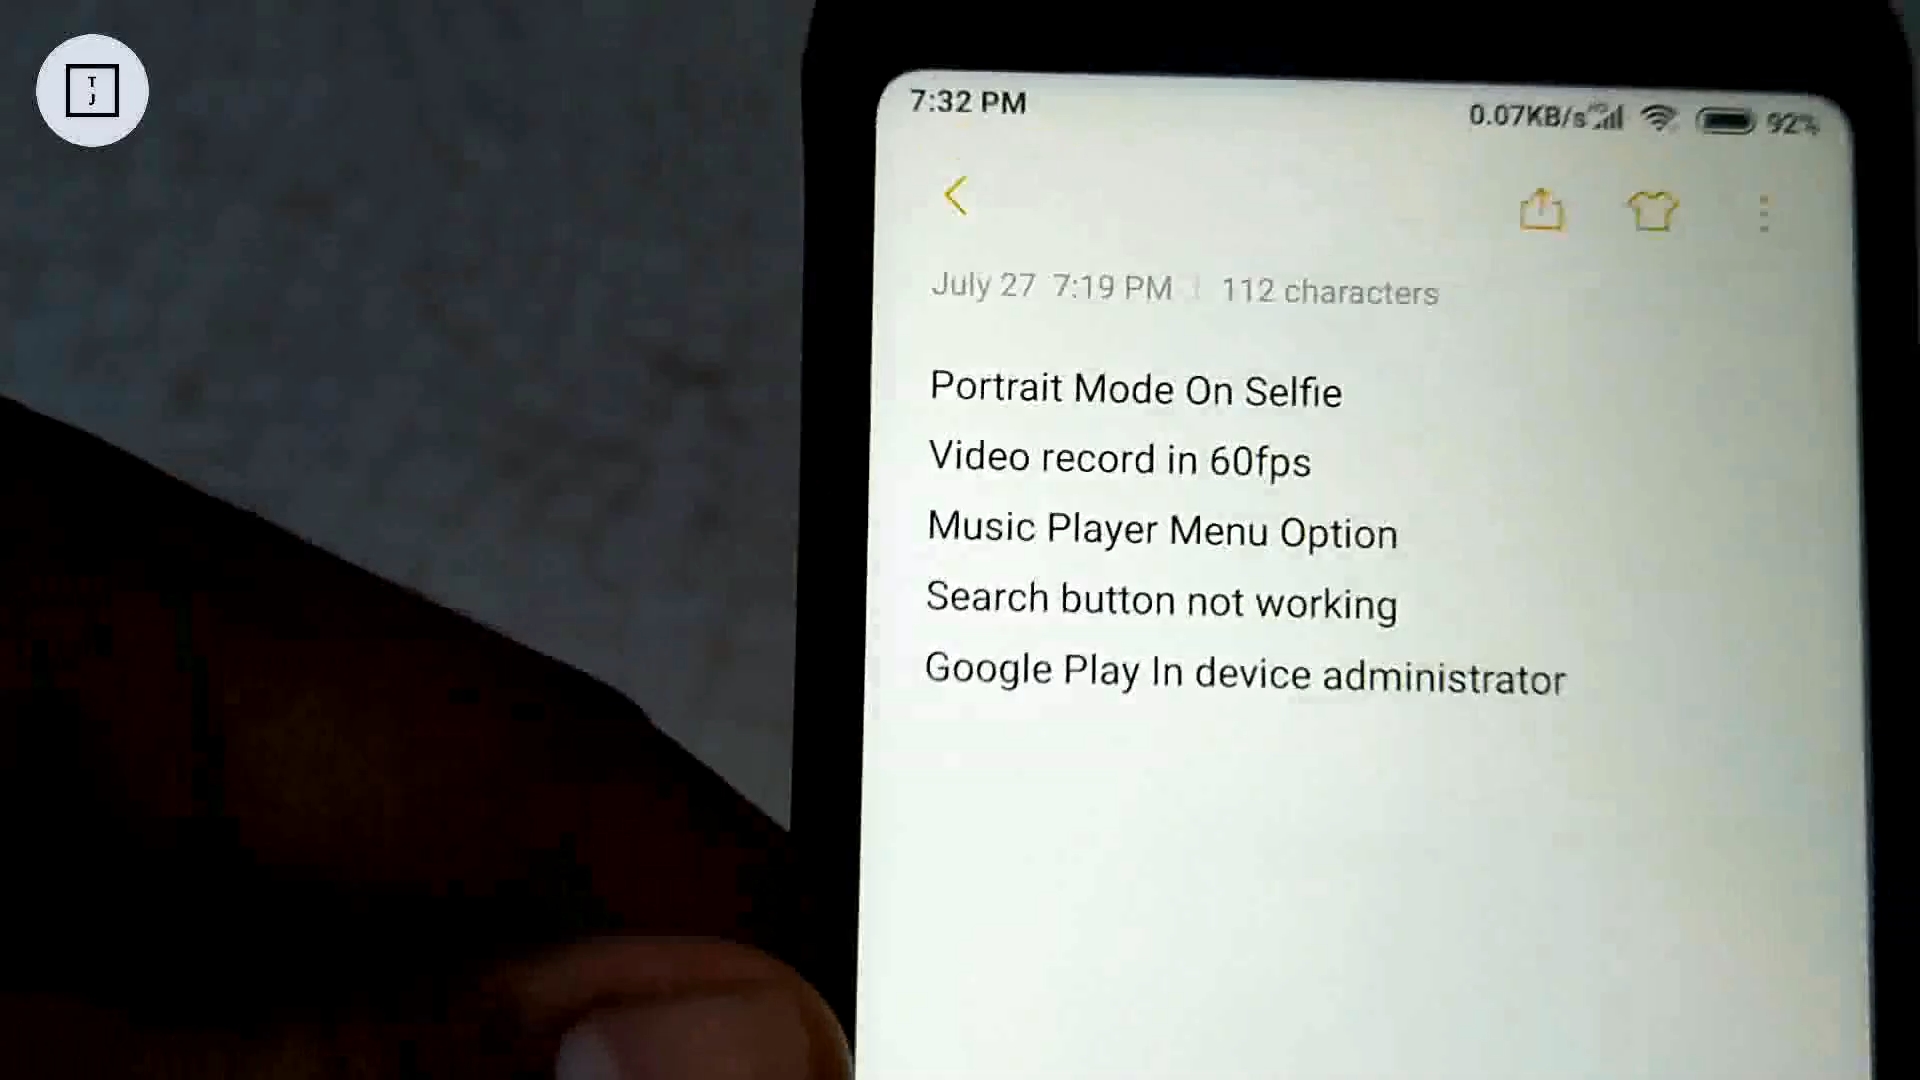 T
J
7:32 PM 0.07KB/s 92%
July 27 7:19 PM | 112 characters
Portrait Mode On Selfie
Video record in 60fps
Music Player Menu Option
Search button not working
Google Play In device administrator